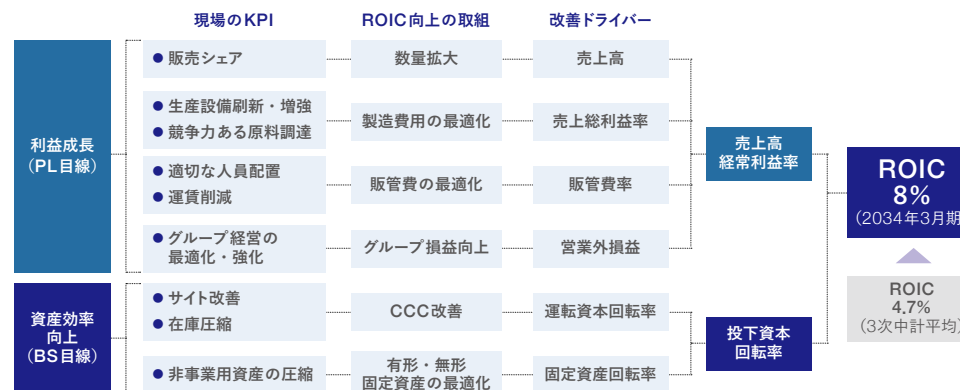 現場のKPI
ROIC向上の取組
改善ドライバー
利益成長
（PL目線）
● 販売シェア
数量拡大
売上高
● 生産設備刷新・増強
● 競争力ある原料調達
製造費用の最適化
売上総利益率
● 適切な人員配置
● 運賃削減
販管費の最適化
販管費率
● グループ経営の
最適化・強化
グループ損益向上
営業外損益
売上高
経常利益率
資産効率
向上
（BS目線）
● サイト改善
● 在庫圧縮
CCC改善
運転資本回転率
● 非事業用資産の圧縮
有形・無形
固定資産の最適化
固定資産回転率
投下資本
回転率
ROIC
8%
（2034年3月期）
ROIC
4.7%
（3次中計平均）